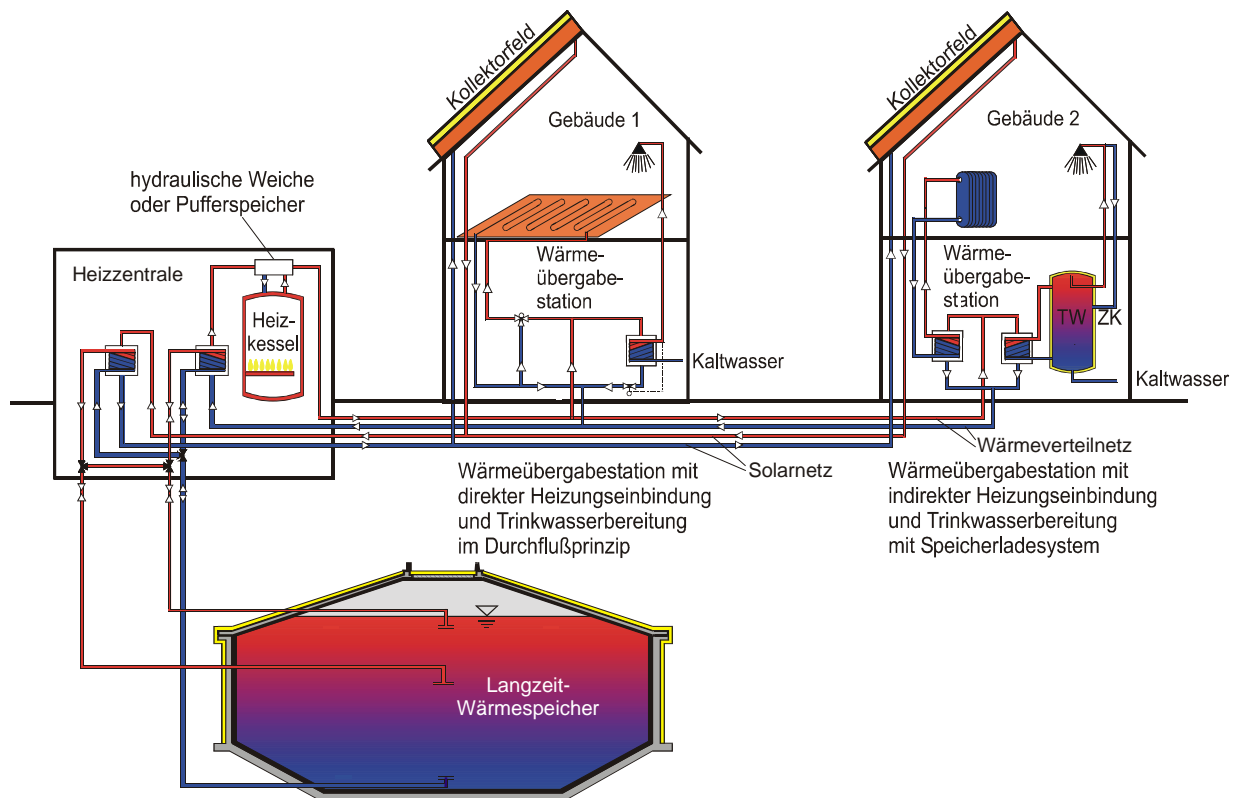 Kollektorfeld
Gebäude 1
Kollektorfeld
Gebäude 2
hydraulische Weiche
oder Pufferspeicher
Heizzentrale
Heiz-
kessel
Wärme-
übergabe-
station
Kaltwasser
Wärme-
übergabe-
station
TW
ZK
Kaltwasser
Wärmeverteilnetz
Solarnetz
Wärmeübergabestation mit
direkter Heizungseinbindung
und Trinkwasserbereitung
im Durchflußprinzip
Wärmeübergabestation mit
indirekter Heizungseinbindung
und Trinkwasserbereitung
mit Speicherladesystem
Langzeit-
Wärmespeicher